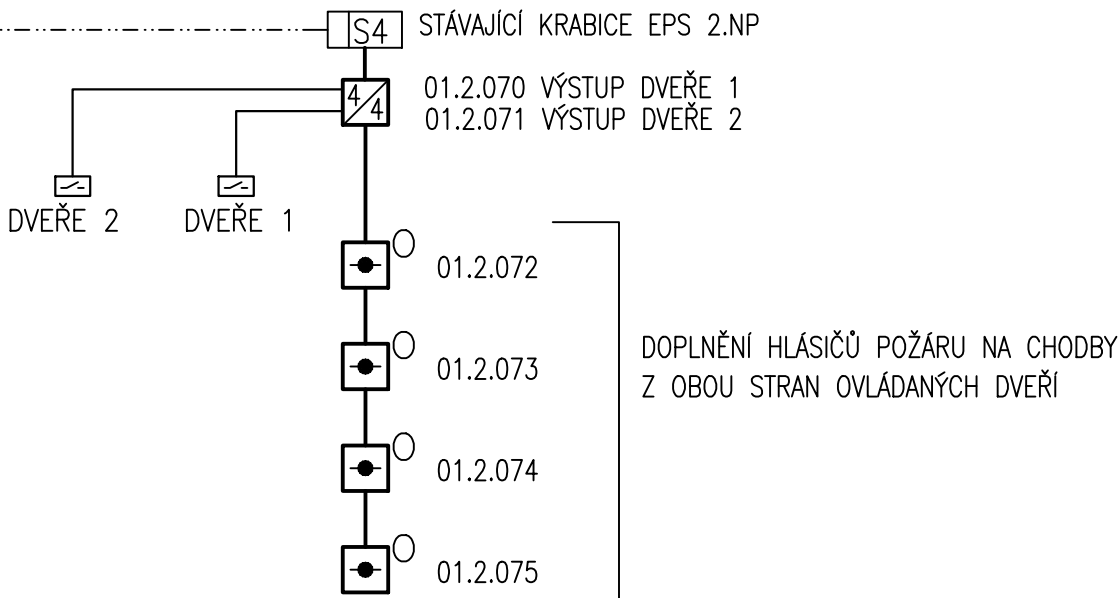 S4 STÁVAJÍCÍ KRABICE EPS 2.NP
4/4
01.2.070 VÝSTUP DVEŘE 1
01.2.071 VÝSTUP DVEŘE 2
DVEŘE 2
DVEŘE 1
01.2.072
01.2.073
01.2.074
01.2.075
DOPLNĚNÍ HLÁSIČŮ POŽÁRU NA CHODBY
Z OBOU STRAN OVLÁDANÝCH DVEŘÍ